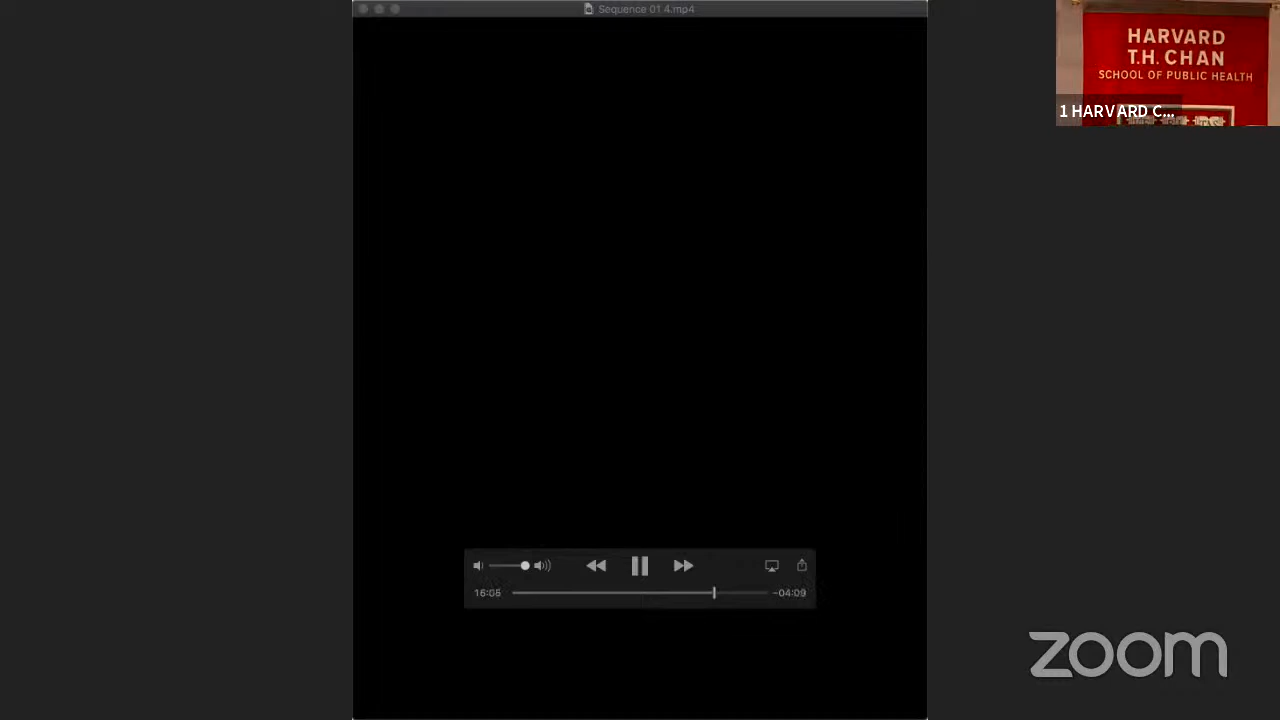 Sequence 01 4.mp4
HARVARD
T.H. CHAN
SCHOOL OF PUBLIC HEALTH
1 HARVARD C...
16:05
-04:09
zoom